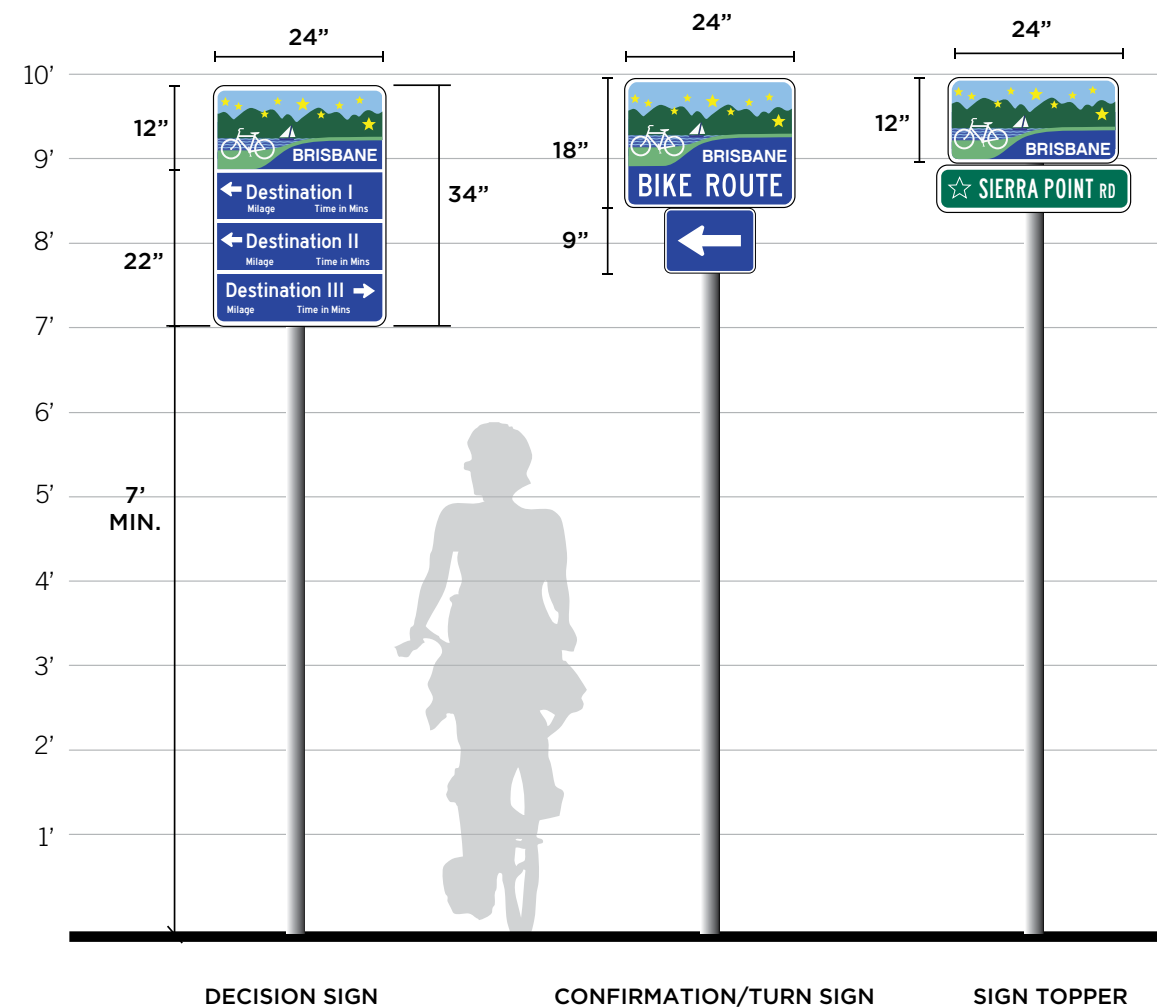 24”
24”
24”
10’
9’
8’
7’
6’
5’
4’
3’
2’
1’
12”
22”
34”
7’
MIN.
BRISBANE
Destination I
Milage Time in Mins
Destination II
Milage Time in Mins
Destination III
Milage Time in Mins
18”
9”
BRISBANE
BIKE ROUTE
12”
BRISBANE
SIERRA POINT RD
DECISION SIGN
CONFIRMATION/TURN SIGN
SIGN TOPPER